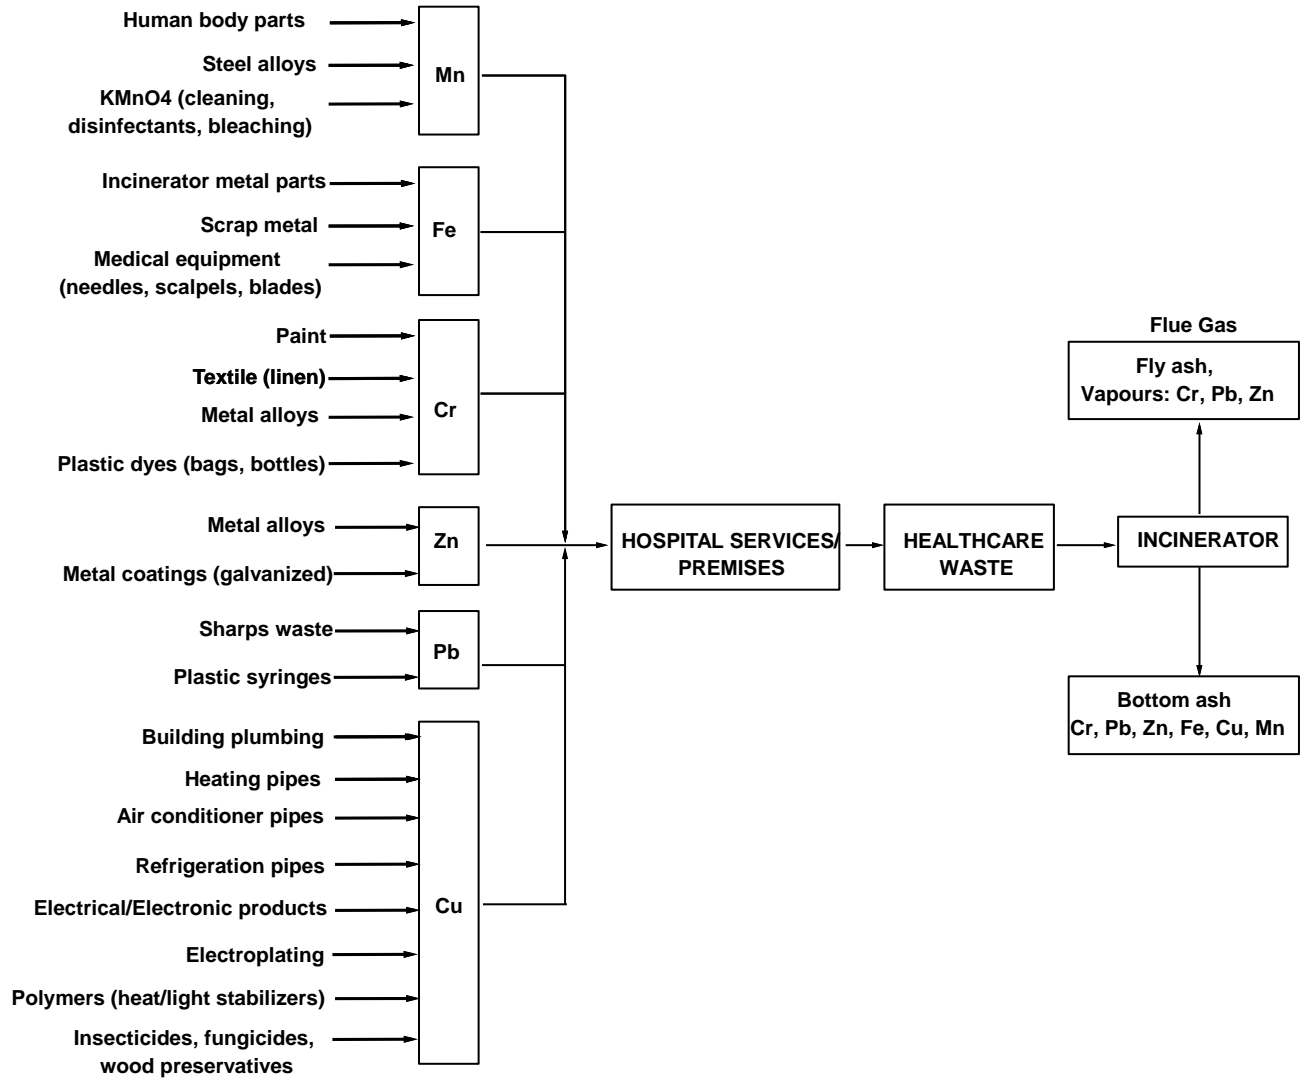 Human body parts
Steel alloys
KMnO4 (cleaning,
disinfectants, bleaching)
Mn
Incinerator metal parts
Scrap metal
Medical equipment
(needles, scalpels, blades)
Fe
Paint
Textile (linen)
Metal alloys
Plastic dyes (bags, bottles)
Cr
Metal alloys
Metal coatings (galvanized)
Zn
Sharps waste
Plastic syringes
Pb
Building plumbing
Heating pipes
Air conditioner pipes
Refrigeration pipes
Electrical/Electronic products
Electroplating
Polymers (heat/light stabilizers)
Insecticides, fungicides,
wood preservatives
Cu
HOSPITAL SERVICES/
PREMISES
HEALTHCARE
WASTE
INCINERATOR
Flue Gas
Fly ash,
Vapours: Cr, Pb, Zn
Bottom ash
Cr, Pb, Zn, Fe, Cu, Mn